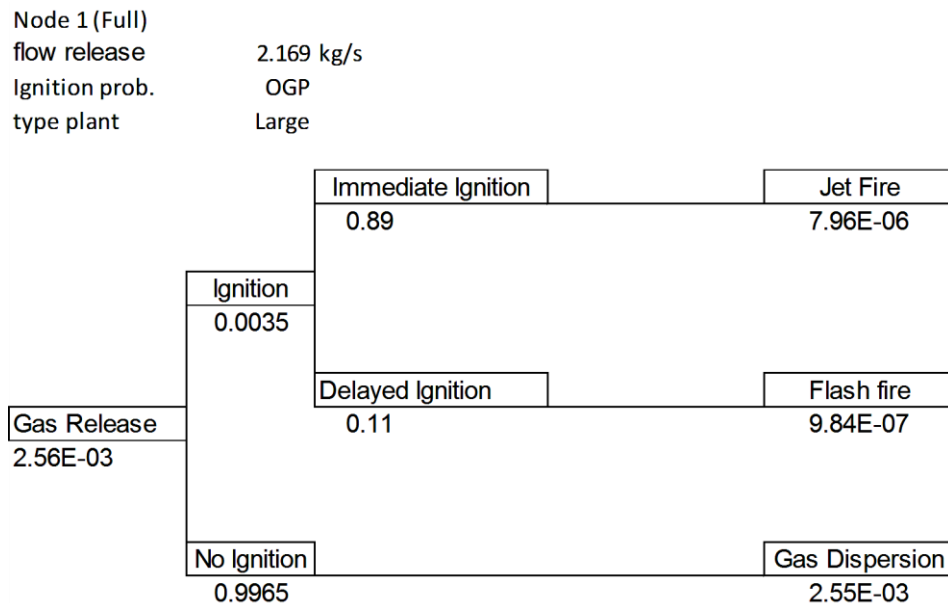 Node 1 (Full)
flow release 2.169 kg/s
Ignition prob. OGP
type plant Large
Immediate Ignition Jet Fire
0.89 7.96E-06
Ignition
0.0035
Delayed Ignition Flash fire
0.11 9.84E-07
Gas Release
2.56E-03
No Ignition Gas Dispersion
0.9965 2.55E-03